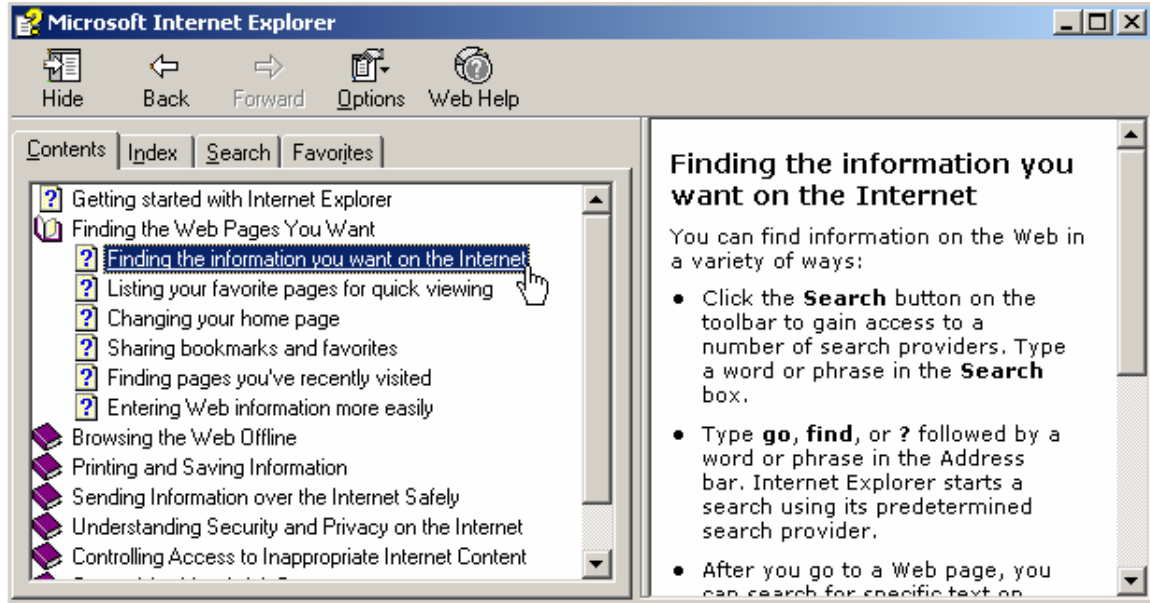 Microsoft Internet Explorer
Hide Back Forward Options Web Help
Contents Index Search Favorites
Getting started with Internet Explorer
Finding the Web Pages You Want
Finding the information you want on the Internet
Listing your favorite pages for quick viewing
Changing your home page
Sharing bookmarks and favorites
Finding pages you've recently visited
Entering Web information more easily
Browsing the Web Offline
Printing and Saving Information
Sending Information over the Internet Safely
Understanding Security and Privacy on the Internet
Controlling Access to Inappropriate Internet Content
Finding the information you
want on the Internet
You can find information on the Web in
a variety of ways:
• Click the Search button on the
toolbar to gain access to a
number of search providers. Type
a word or phrase in the Search
box.
• Type go, find, or ? followed by a
word or phrase in the Address
bar. Internet Explorer starts a
search using its predetermined
search provider.
• After you go to a Web page, you
can search for specific text on